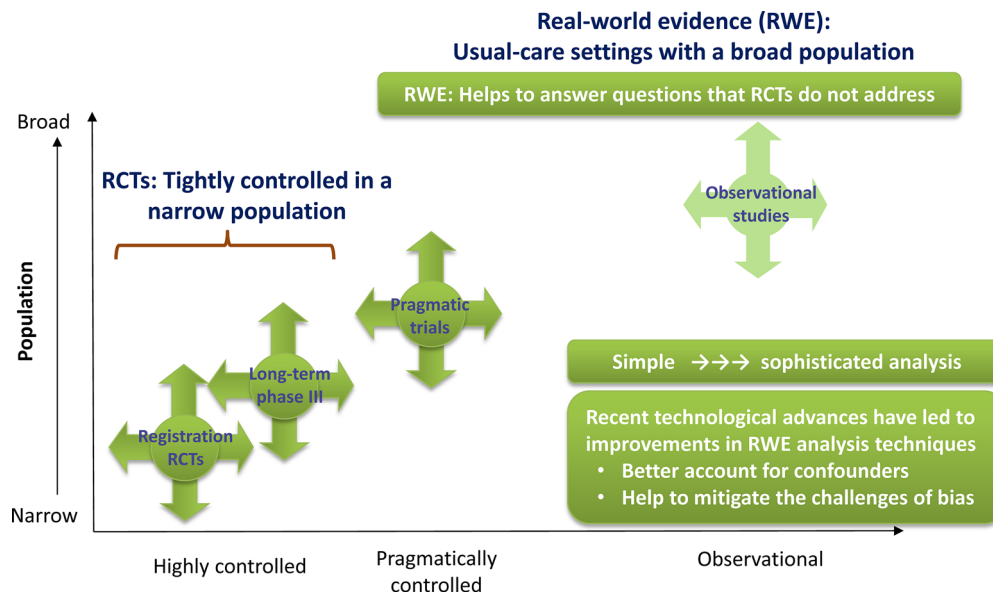 Real-world evidence (RWE):
Usual-care settings with a broad population
RWE: Helps to answer questions that RCTs do not address
Broad
RCTs: Tightly controlled in a
narrow population
Observational
studies
Population
Pragmatic
trials
Long-term
phase III
Registration
RCTs
Simple →→→ sophisticated analysis
Recent technological advances have led to
improvements in RWE analysis techniques
• Better account for confounders
• Help to mitigate the challenges of bias
Narrow
Highly controlled
Pragmatically
controlled
Observational